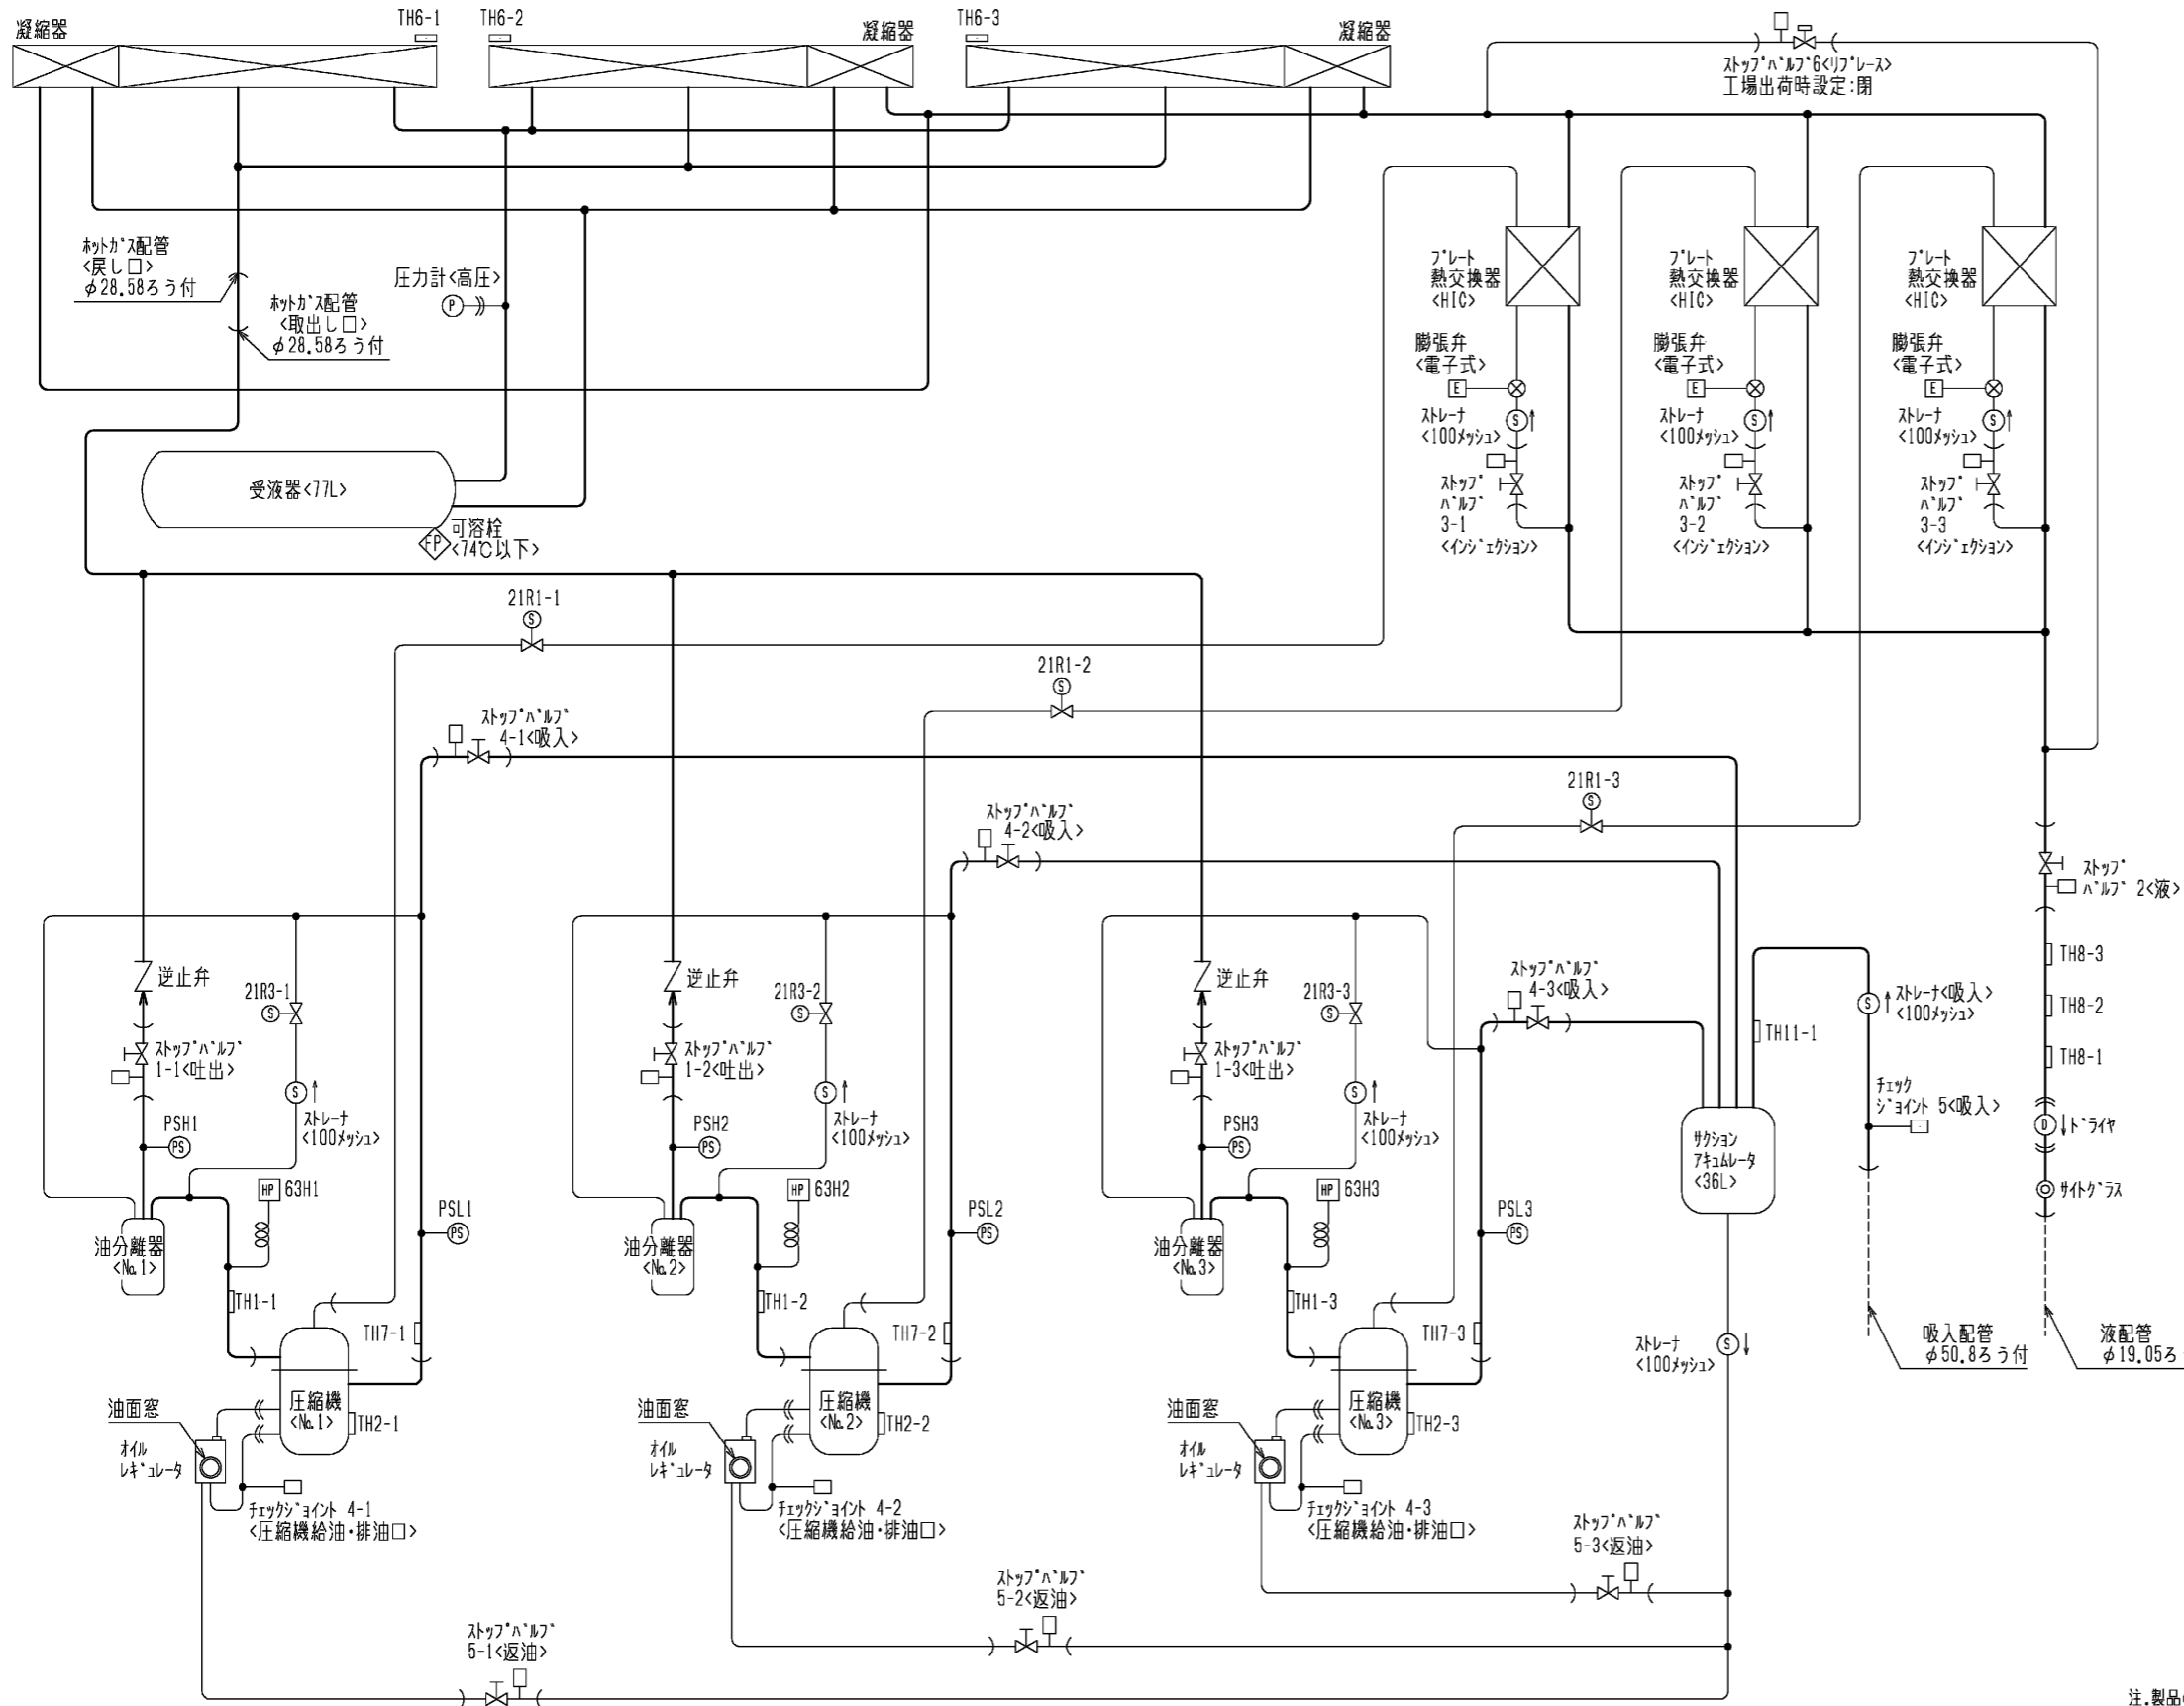 凝縮器
TH6-1
TH6-2
凝縮器
TH6-3
凝縮器
ストップバルブ6<リプレース>
工場出荷時設定:閉
ホットガス配管
<戻し口>
φ28.58ろう付
ホットガス配管
<取出し口>
φ28.58ろう付
圧力計<高圧>
P
プレート
熱交換器
<HIC>
プレート
熱交換器
<HIC>
プレート
熱交換器
<HIC>
膨張弁
<電子式>
E
膨張弁
<電子式>
E
膨張弁
<電子式>
E
ストレーナ
<100メッシュ>
S
ストレーナ
<100メッシュ>
S
ストレーナ
<100メッシュ>
S
ストップ
バルブ
3-1
<インジェクション>
ストップ
バルブ
3-2
<インジェクション>
ストップ
バルブ
3-3
<インジェクション>
受液器<77L>
FP
可溶栓
<74℃以下>
21R1-1
S
21R1-2
S
21R1-3
S
ストップバルブ
4-1<吸入>
ストップバルブ
4-2<吸入>
ストップバルブ
4-3<吸入>
ストップ
バルブ 2<液>
TH8-3
TH8-2
TH8-1
逆止弁
21R3-1
S
ストップバルブ
1-1<吐出>
S
ストレーナ
<100メッシュ>
PSH1
PS
HP
63H1
PSL1
PS
油分離器
<No.1>
TH1-1
TH7-1
圧縮機
<No.1>
TH2-1
油面窓
オイル
レギュレータ
チェックジョイント 4-1
<圧縮機給油・排油口>
逆止弁
21R3-2
S
ストップバルブ
1-2<吐出>
S
ストレーナ
<100メッシュ>
PSH2
PS
HP
63H2
PSL2
PS
油分離器
<No.2>
TH1-2
TH7-2
圧縮機
<No.2>
TH2-2
油面窓
オイル
レギュレータ
チェックジョイント 4-2
<圧縮機給油・排油口>
逆止弁
21R3-3
S
ストップバルブ
1-3<吐出>
S
ストレーナ
<100メッシュ>
PSH3
PS
HP
63H3
PSL3
PS
油分離器
<No.3>
TH1-3
TH7-3
圧縮機
<No.3>
TH2-3
油面窓
オイル
レギュレータ
チェックジョイント 4-3
<圧縮機給油・排油口>
TH11-1
S
ストレーナ<吸入>
<100メッシュ>
チェック
ジョイント 5<吸入>
D
ドライヤ
サイトグラス
サクション
アキュムレータ
<36L>
ストレーナ
<100メッシュ>
S
吸入配管
φ50.8ろう付
液配管
φ19.05ろ
ストップバルブ
5-3<返油>
ストップバルブ
5-2<返油>
ストップバルブ
5-1<返油>
注.製品